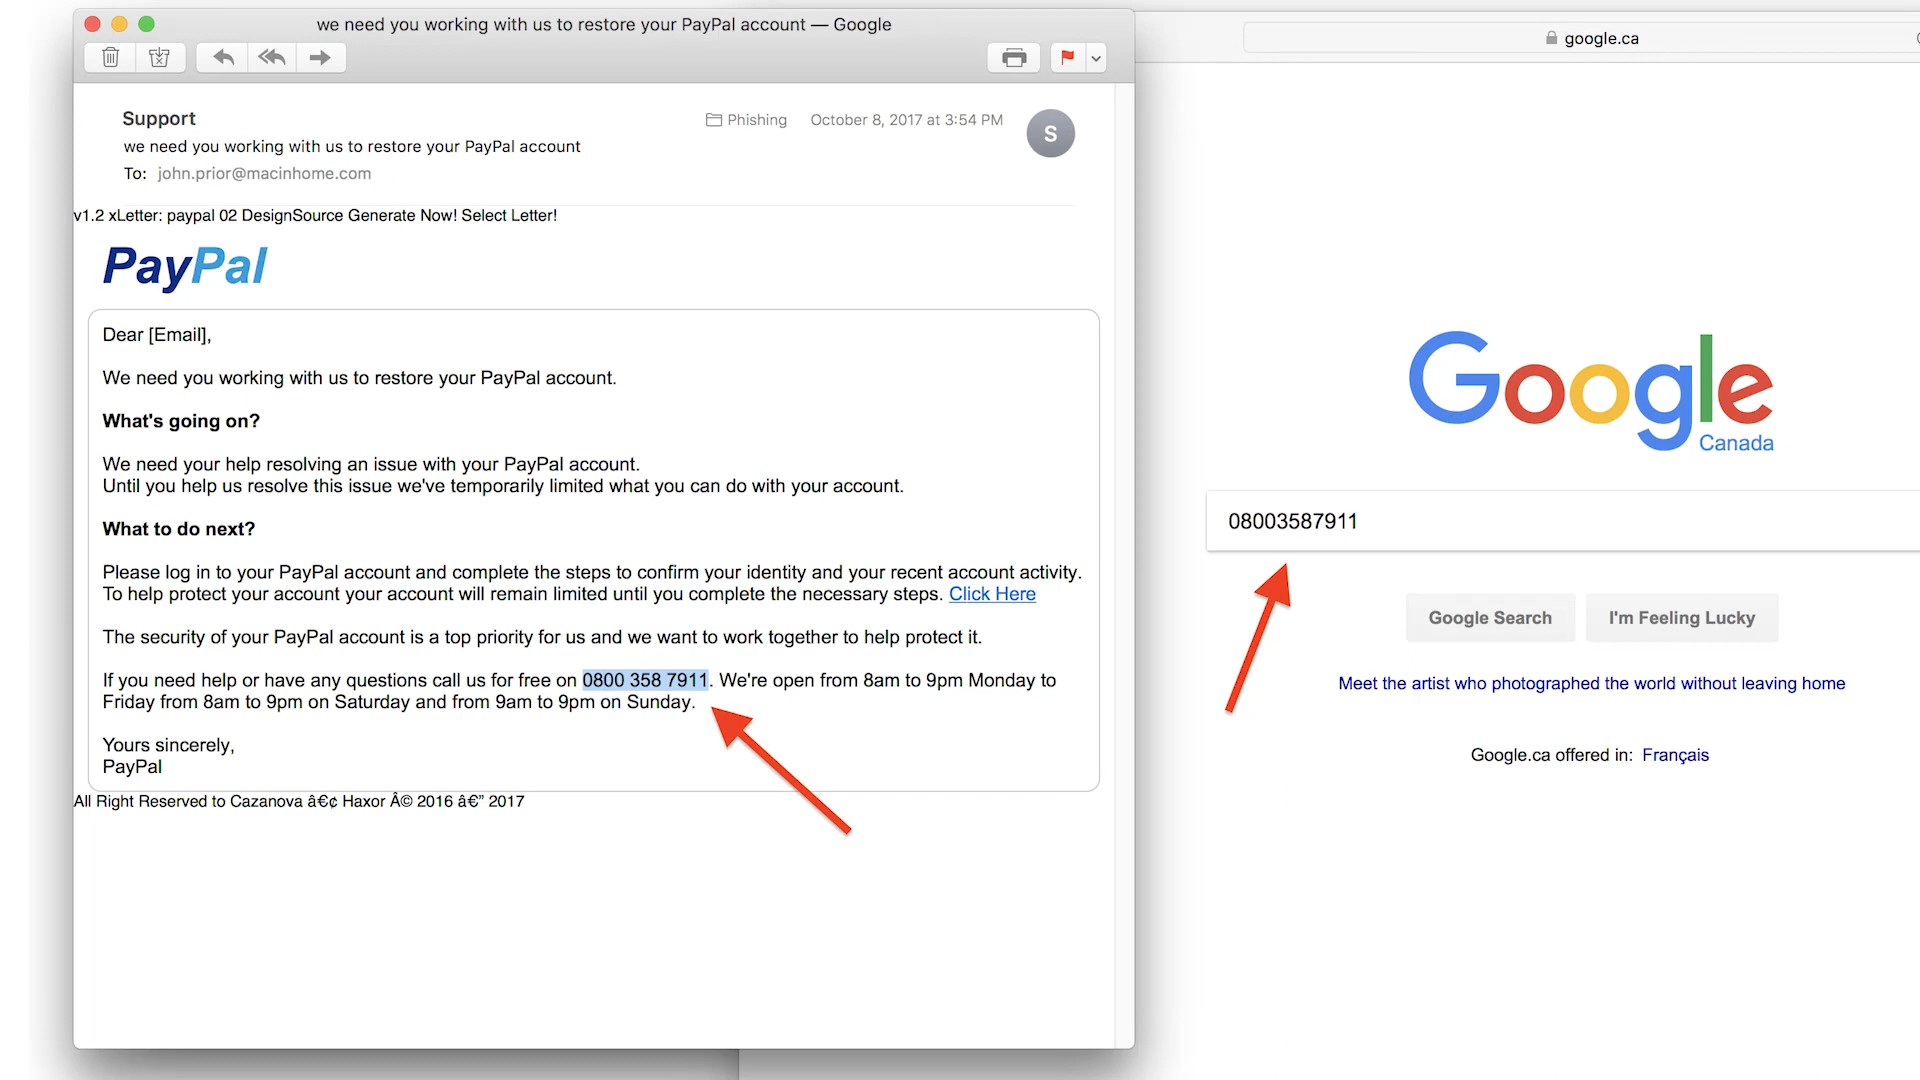 we need you working with us to restore your PayPal account — Google
Support
Phishing
October 8, 2017 at 3:54 PM
S
we need you working with us to restore your PayPal account
To: john.prior@macinhome.com
v1.2 xLetter: paypal 02 DesignSource Generate Now! Select Letter!
PayPal
Dear [Email],
We need you working with us to restore your PayPal account.
What's going on?
We need your help resolving an issue with your PayPal account.
Until you help us resolve this issue we've temporarily limited what you can do with your account.
What to do next?
Please log in to your PayPal account and complete the steps to confirm your identity and your recent account activity.
To help protect your account your account will remain limited until you complete the necessary steps. Click Here
The security of your PayPal account is a top priority for us and we want to work together to help protect it.
If you need help or have any questions call us for free on 0800 358 7911. We're open from 8am to 9pm Monday to
Friday from 8am to 9pm on Saturday and from 9am to 9pm on Sunday.
Yours sincerely,
PayPal
All Right Reserved to Cazanova â€¢ Haxor Â© 2016 â€” 2017
google.ca
Google
Canada
08003587911
Google Search
I'm Feeling Lucky
Meet the artist who photographed the world without leaving home
Google.ca offered in: Français